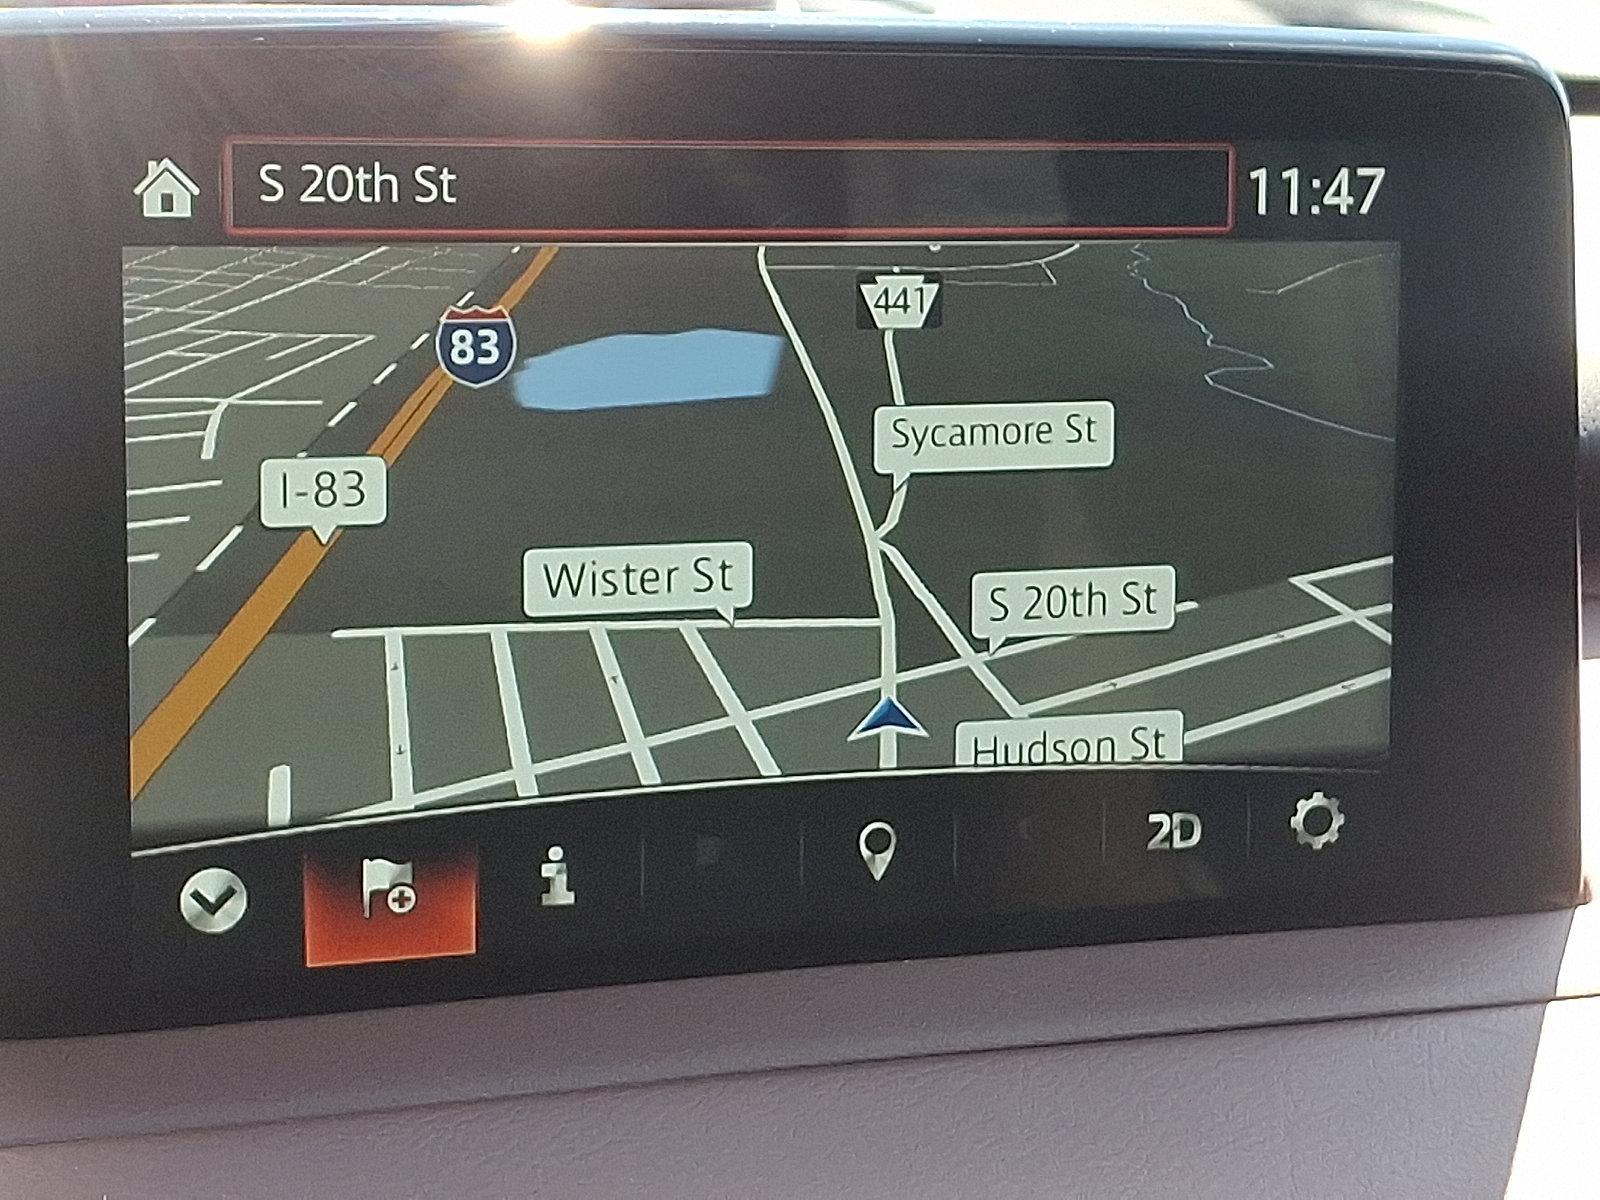 S 20th St
11:47
441
83
Sycamore St
I-83
Wister St
S 20th St
Hudson St
2D